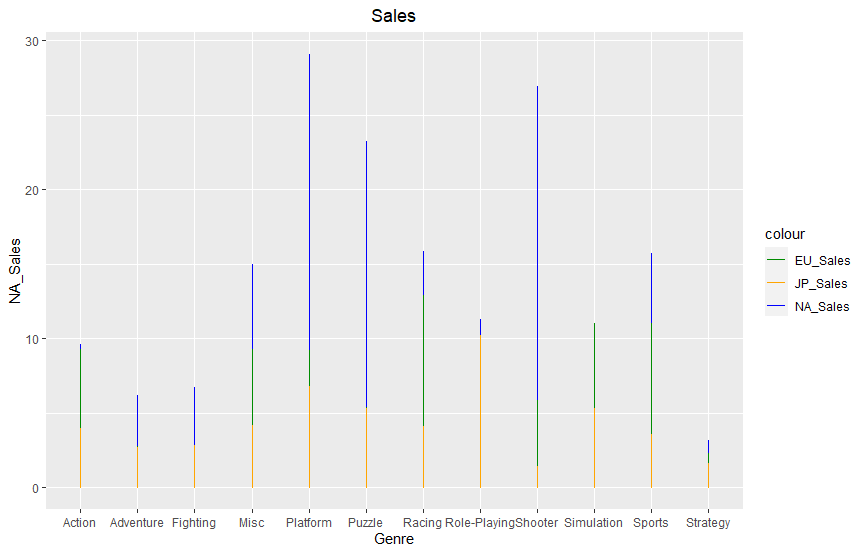 Sales
30
20
10
0
NA_Sales
Action Adventure Fighting Misc Platform Puzzle Racing Role-Playing Shooter Simulation Sports Strategy
Genre
colour
EU_Sales
JP_Sales
NA_Sales